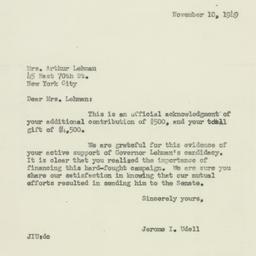 November 10, 1949
Mrs. Arthur Lehman
45 East 70th St.
New York City
Dear Mrs. Lehman:
This is an official acknowledgment of
your additional contribution of $500, and your total
gift of $4,500.
We are grateful for this evidence of
your active support of Governor Lehman's candidacy.
It is clear that you realized the importance of
financing this hard-fought campaign. We are sure you
share our satisfaction in knowing that our mutual
efforts resulted in sending him to the Senate.
Sincerely yours,
Jerome I. Udell
JIU:do